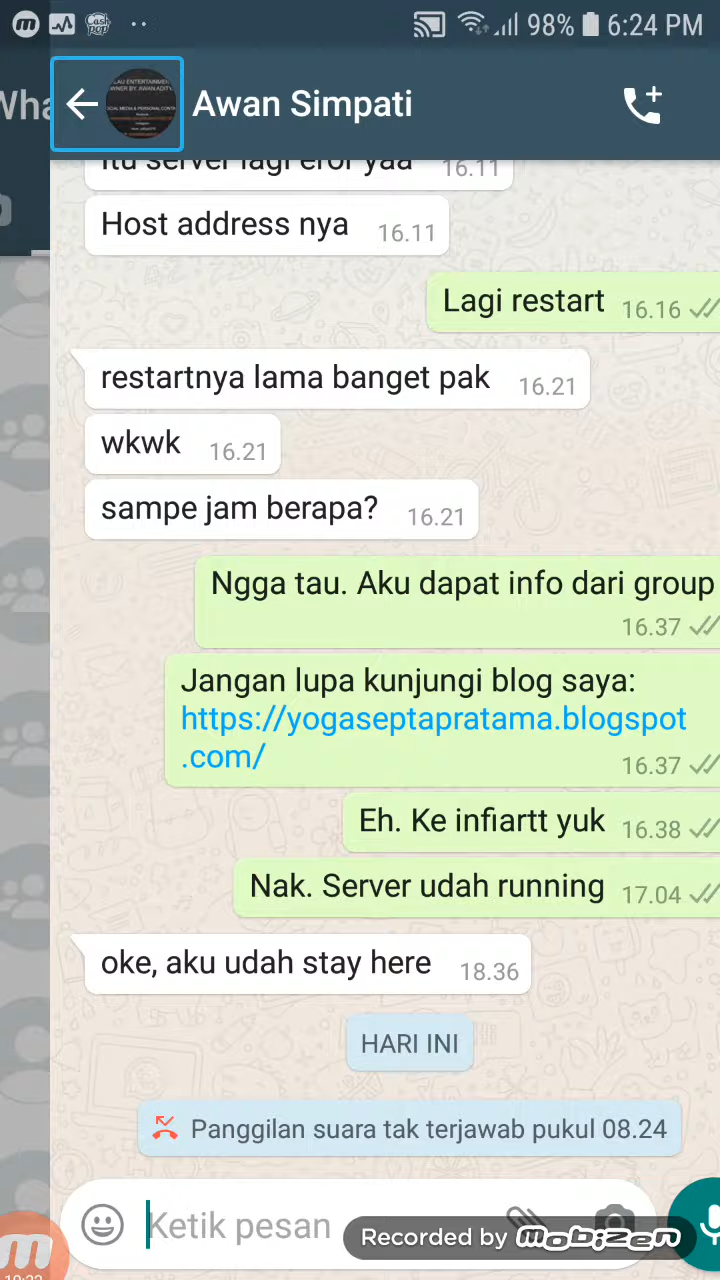 98% 6:24 PM
Wha
Awan Simpati
Itu server lagi eror yaa 16.11
Host address nya 16.11
Lagi restart 16.16
restartnya lama banget pak 16.21
wkwk 16.21
sampe jam berapa? 16.21
Ngga tau. Aku dapat info dari group
16.37
Jangan lupa kunjungi blog saya:
https://yogaseptapratama.blogspot
.com/
16.37
Eh. Ke infiartt yuk 16.38
Nak. Server udah running 17.04
oke, aku udah stay here 18.36
HARI INI
Panggilan suara tak terjawab pukul 08.24
Ketik pesan
Recorded by mobizen